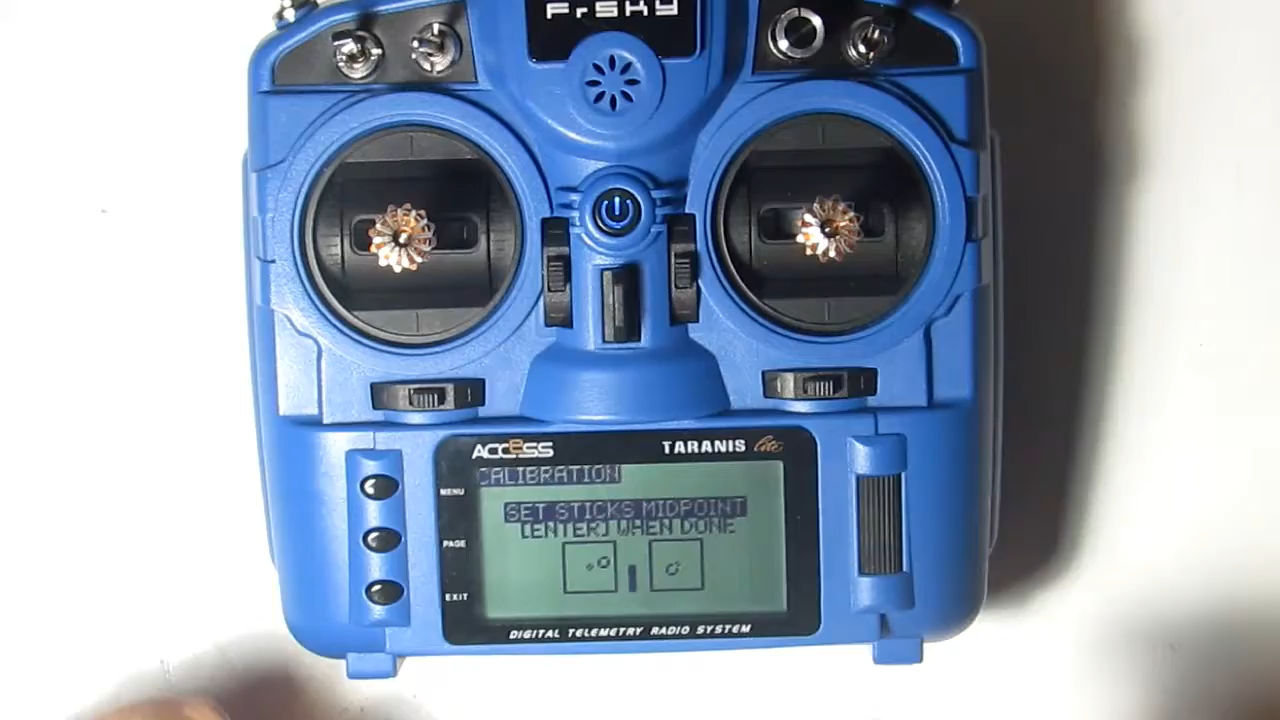 FrSKY
ACCESS
TARANIS lite
CALIBRATION
MENU
SET STICKS MIDPOINT
[ENTER] WHEN DONE
PAGE
EXIT
DIGITAL TELEMETRY RADIO SYSTEM